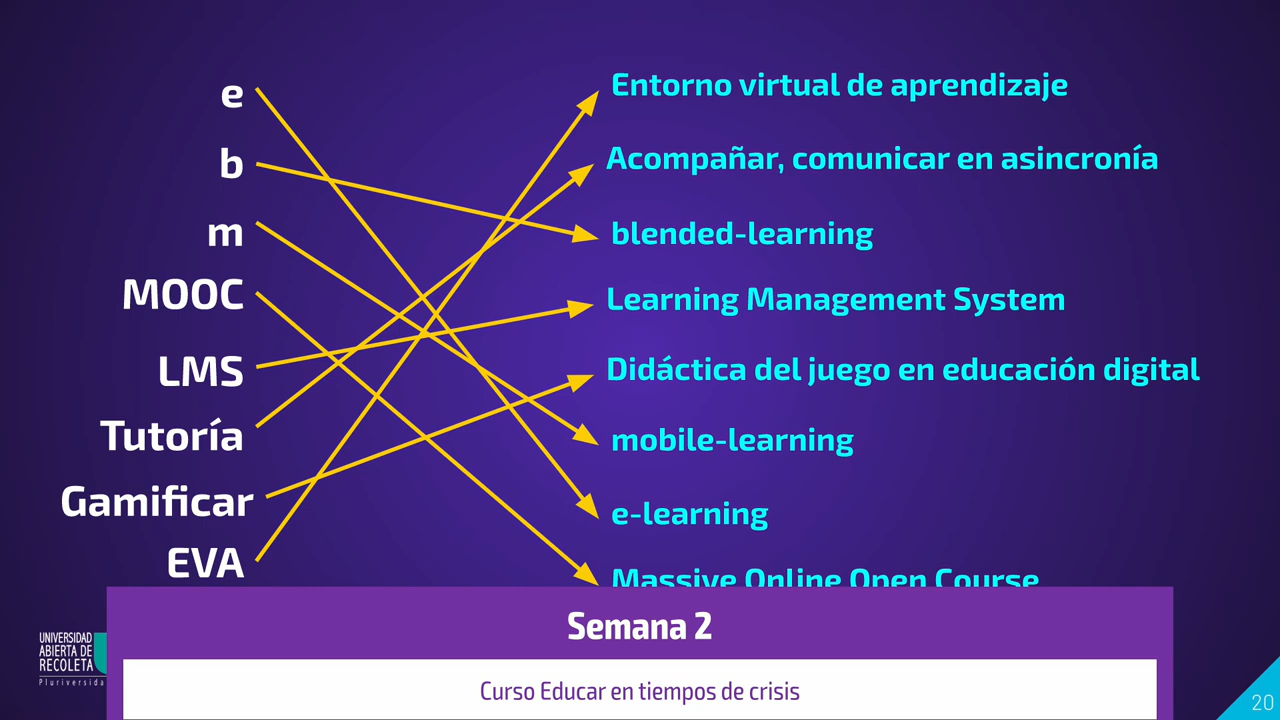 e
b
m
MOOC
LMS
Tutoría
Gamificar
EVA
Entorno virtual de aprendizaje
Acompañar, comunicar en asincronía
blended-learning
Learning Management System
Didáctica del juego en educación digital
mobile-learning
e-learning
Massive Online Open Course
Semana 2
Curso Educar en tiempos de crisis
UNIVERSIDAD
ABIERTA DE
RECOLETA
Pluriversida
20